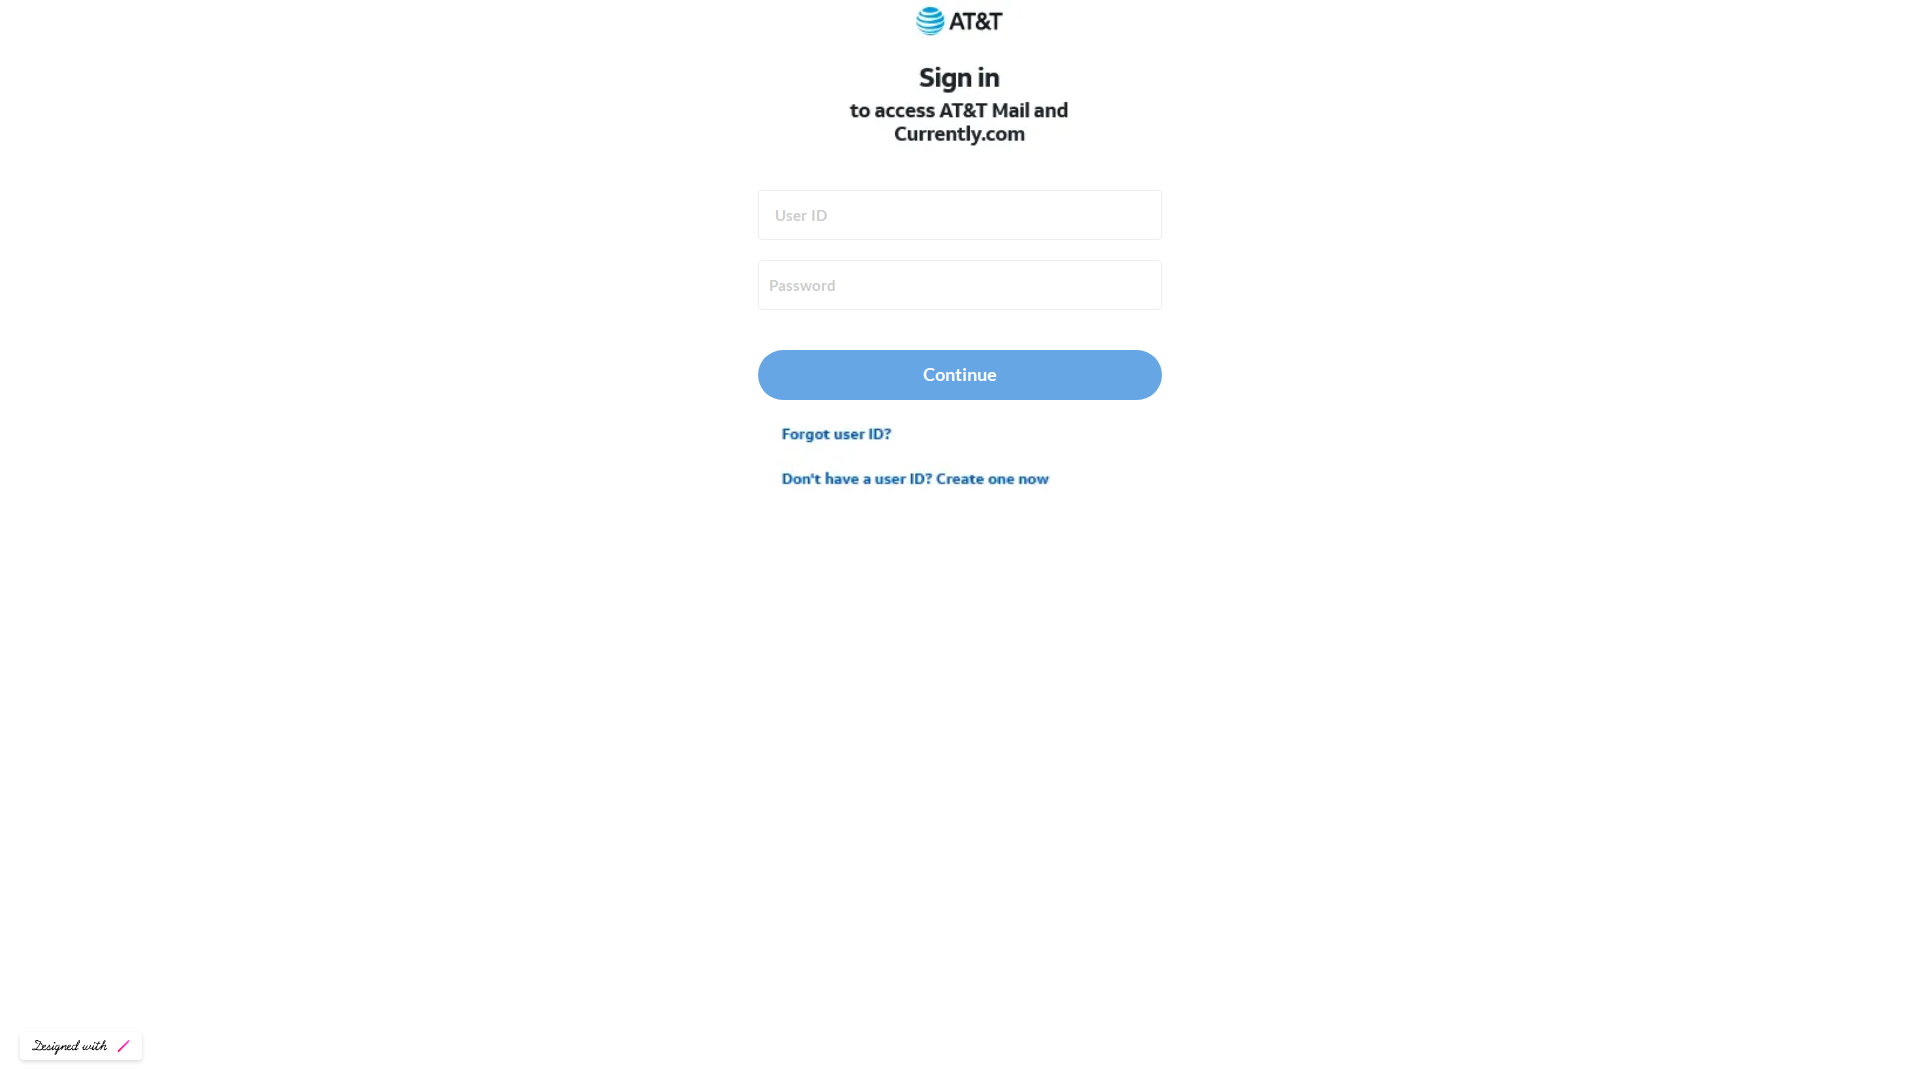 AT&T
Sign in
to access AT&T Mail and
Currently.com
User ID
Password
Continue
Forgot user ID?
Don't have a user ID? Create one now
Designed with